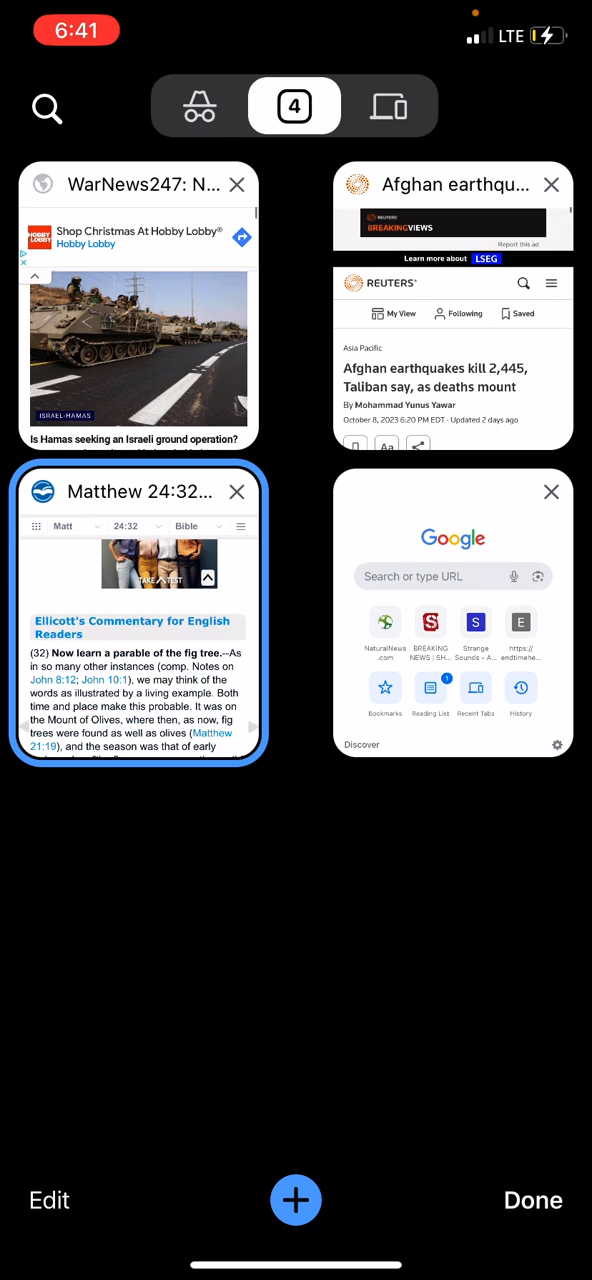 6:41
LTE
4
WarNews247: N...
Shop Christmas At Hobby Lobby®
HOBBY
LOBBY
Hobby Lobby
ISRAEL-HAMAS
Is Hamas seeking an Israeli ground operation?
Afghan earthqu...
REUTERS
BREAKINGVIEWS
Report this ad
Learn more about LSEG
REUTERS®
My View
Following
Saved
Asia Pacific
Afghan earthquakes kill 2,445,
Taliban say, as deaths mount
By Mohammad Yunus Yawar
October 8, 2023 6:20 PM EDT · Updated 2 days ago
Aa
Matthew 24:32...
Matt
24:32
Bible
TAKE A TEST
Ellicott's Commentary for English
Readers
(32) Now learn a parable of the fig tree.--As
in so many other instances (comp. Notes on
John 8:12; John 10:1), we may think of the
words as illustrated by a living example. Both
time and place make this probable. It was on
the Mount of Olives, where then, as now, fig
trees were found as well as olives (Matthew
21:19), and the season was that of early
Google
Search or type URL
S
S
E
NaturalNews
.com
BREAKING
NEWS | SH...
Strange
Sounds – A...
https://
endtimehe...
1
Bookmarks
Reading List
Recent Tabs
History
Discover
Edit
Done